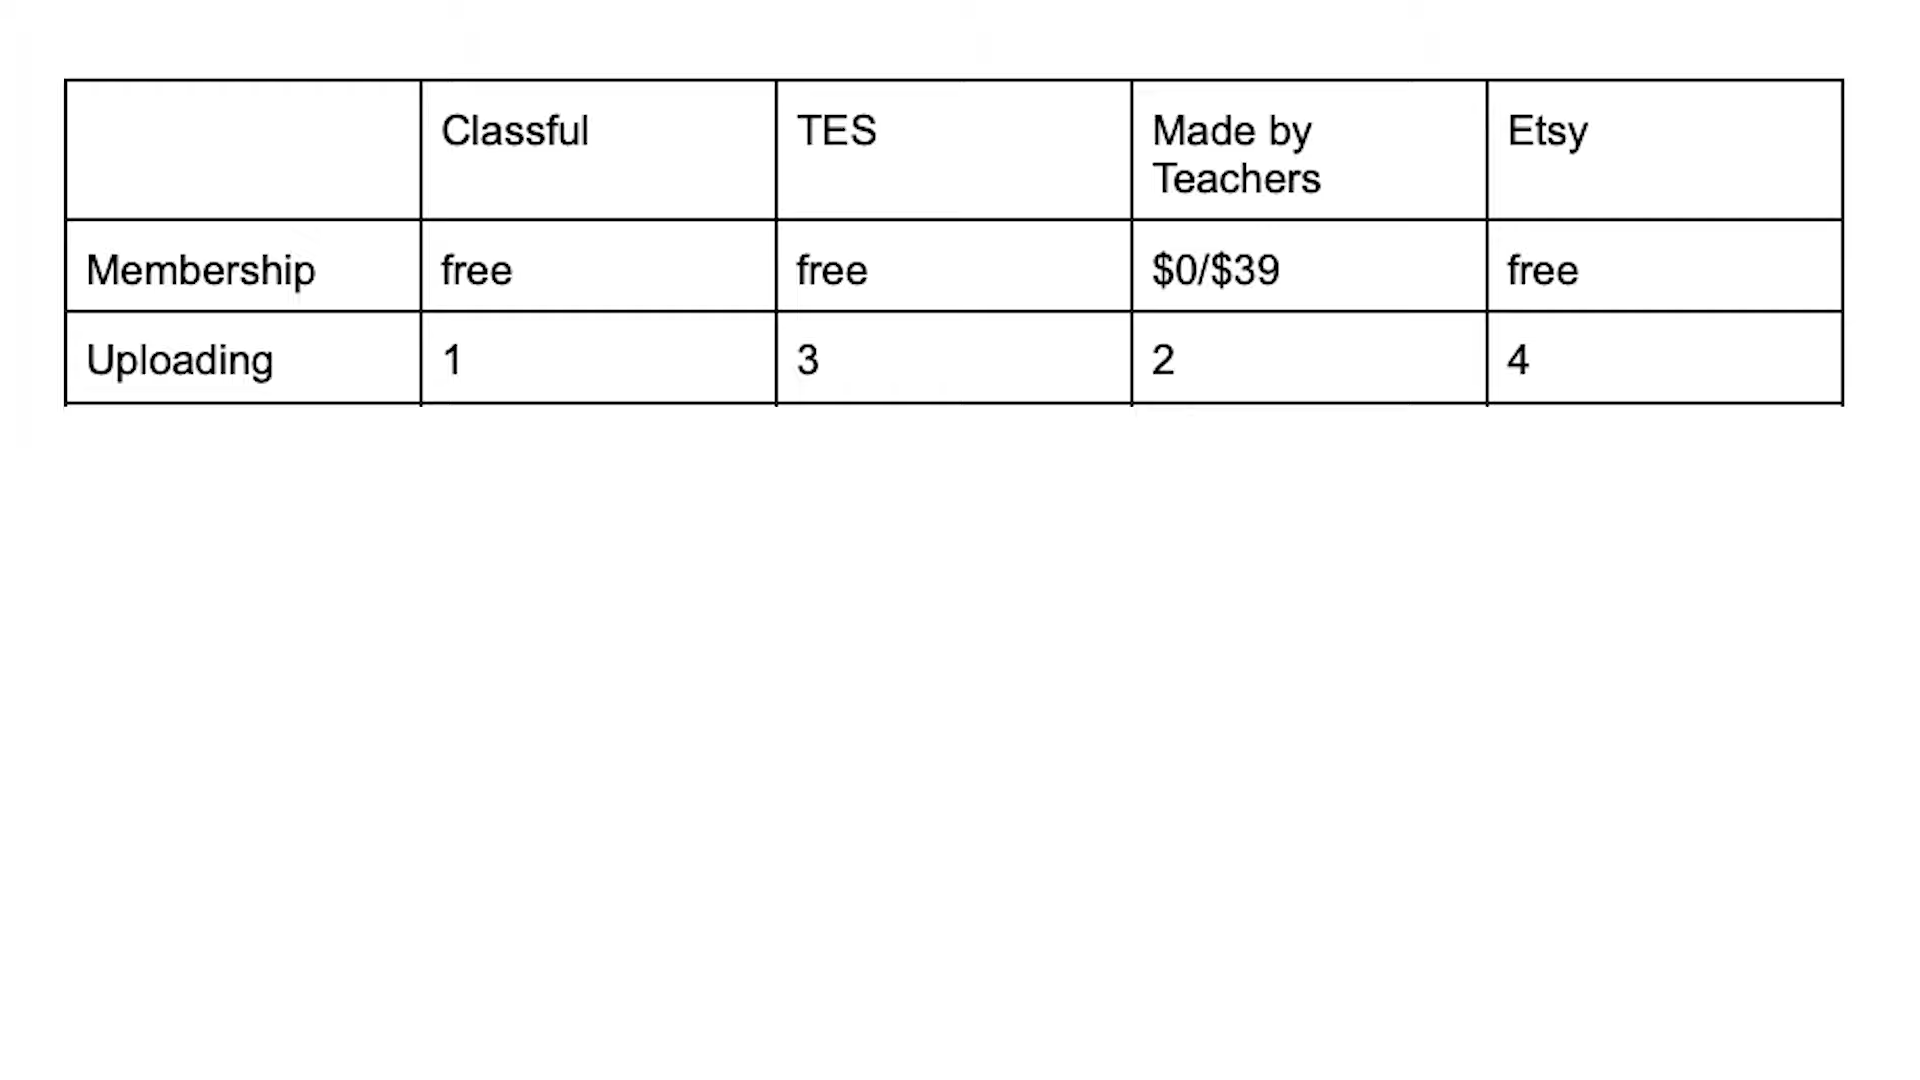 Classful TES Made by Teachers Etsy
Membership free free $0/$39 free
Uploading 1 3 2 4